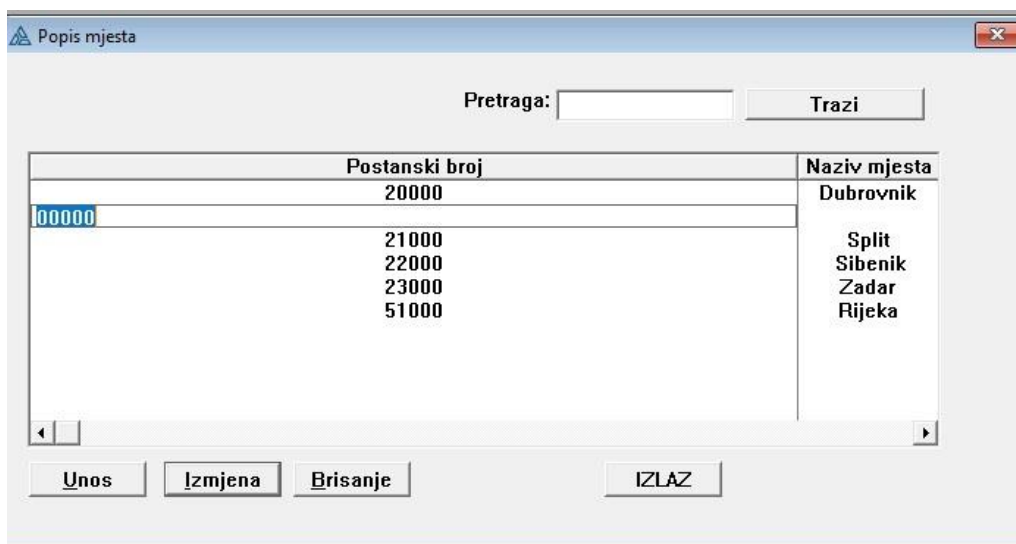 Popis mjesta
Pretraga: Trazi
Postanski broj Naziv mjesta
20000 Dubrovnik
00000
21000 Split
22000 Sibenik
23000 Zadar
51000 Rijeka
Unos Izmjena Brisanje IZLAZ